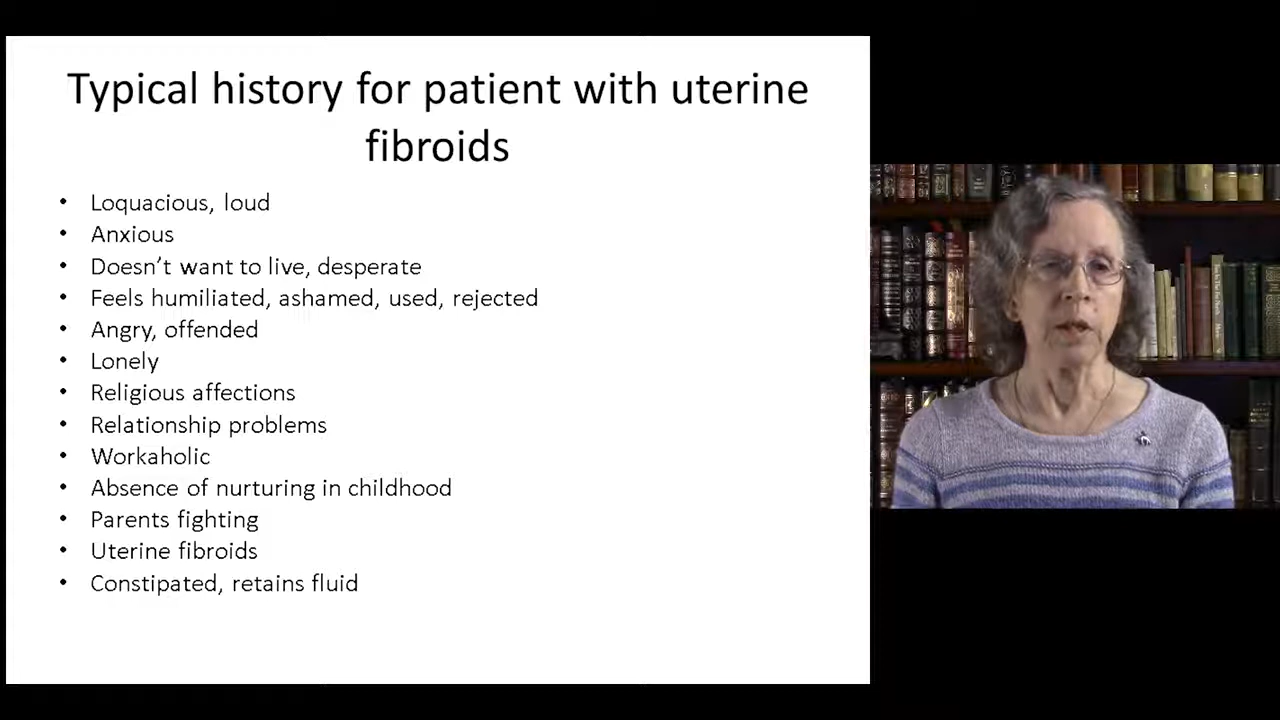 Typical history for patient with uterine
fibroids
• Loquacious, loud
• Anxious
• Doesn't want to live, desperate
• Feels humiliated, ashamed, used, rejected
• Angry, offended
• Lonely
• Religious affections
• Relationship problems
• Workaholic
• Absence of nurturing in childhood
• Parents fighting
• Uterine fibroids
• Constipated, retains fluid